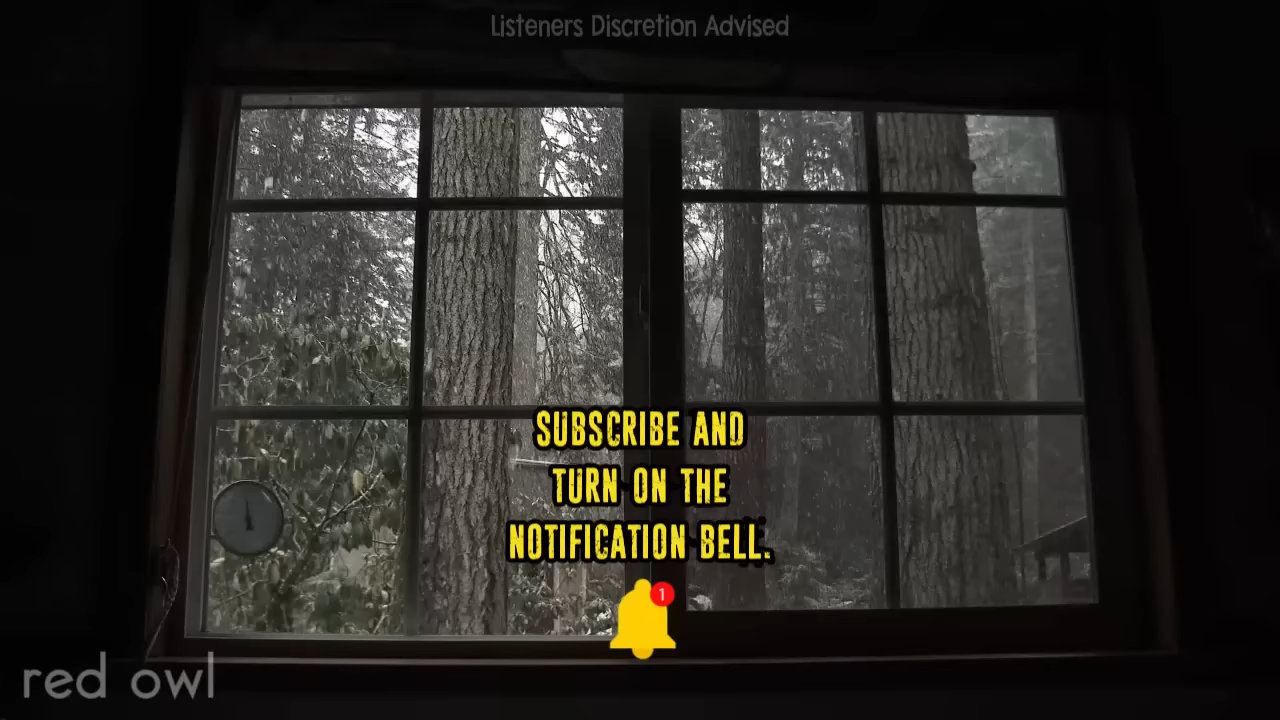 Listeners Discretion Advised
SUBSCRIBE AND
TURN ON THE
NOTIFICATION BELL.
1
red owl